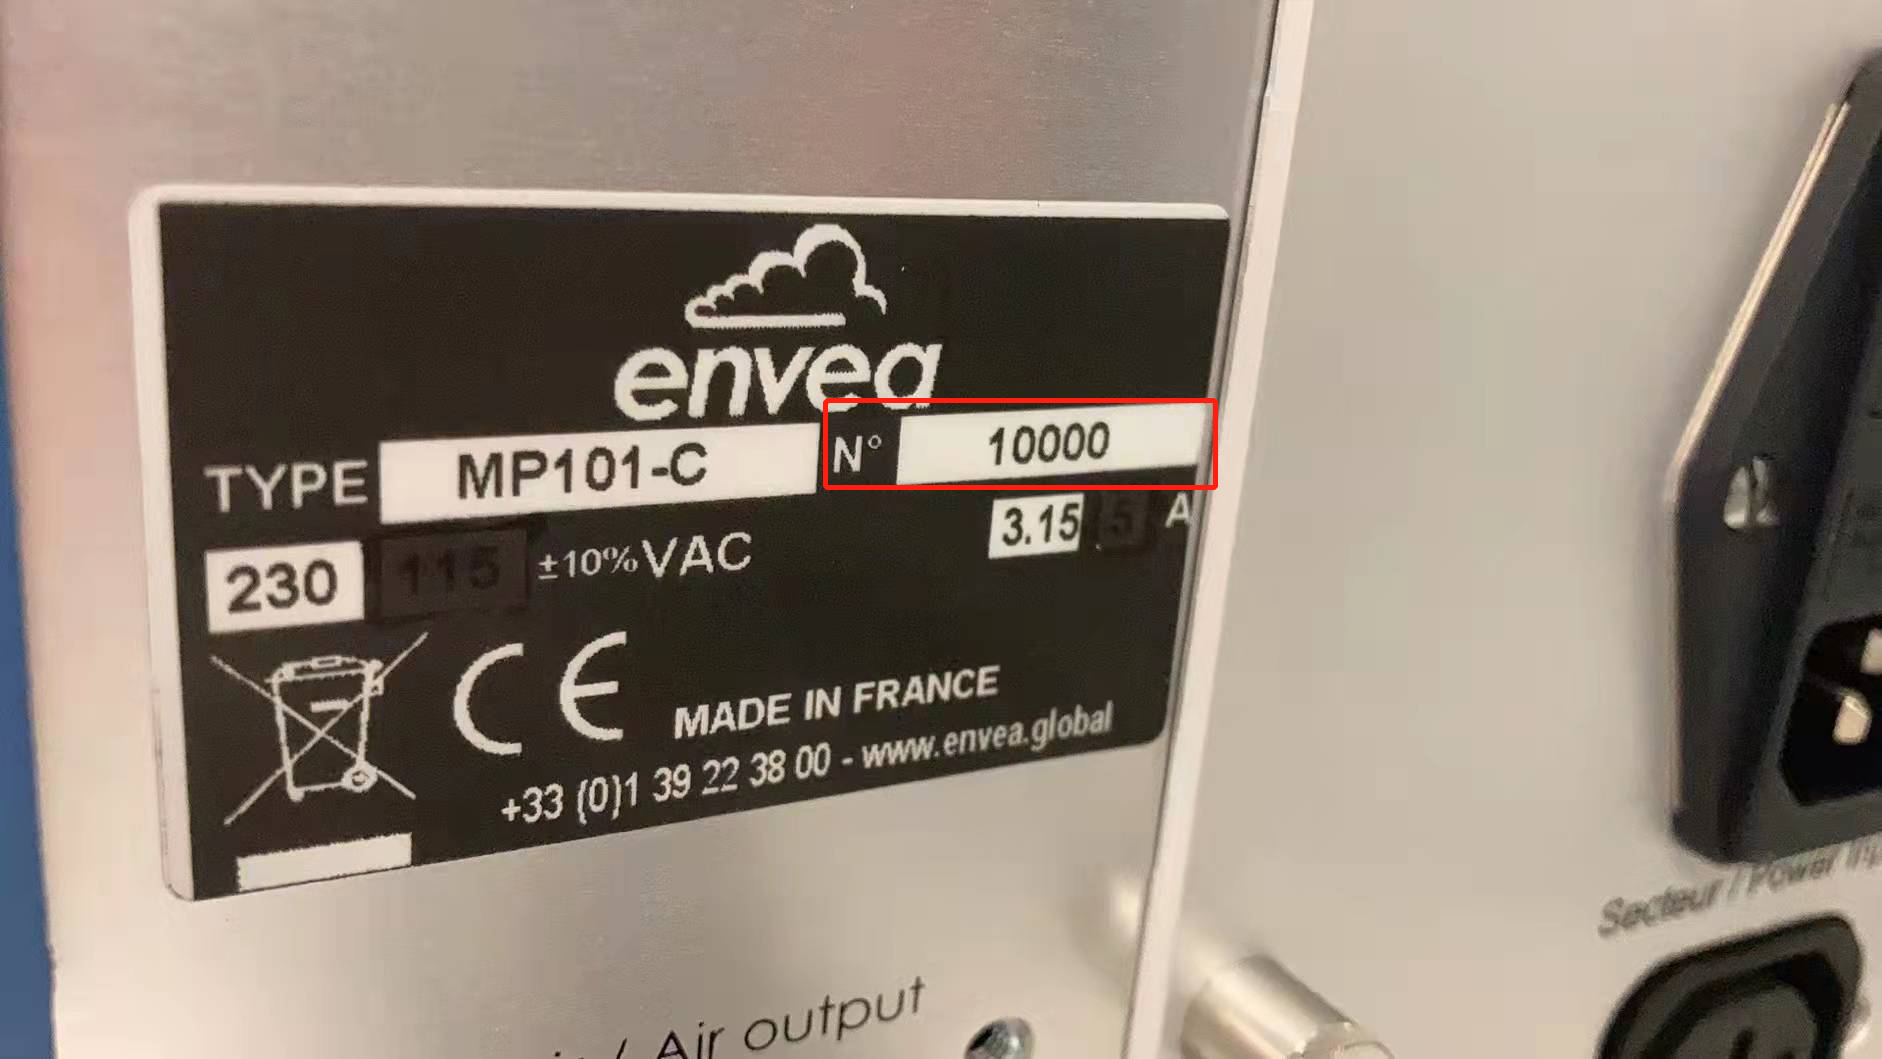 envea
TYPE MP101-C N° 10000
230 115 ±10% VAC 3.15 5 A
CE
MADE IN FRANCE
+33 (0)1 39 22 38 00 - www.envea.global
Secteur / Power
/ Air output